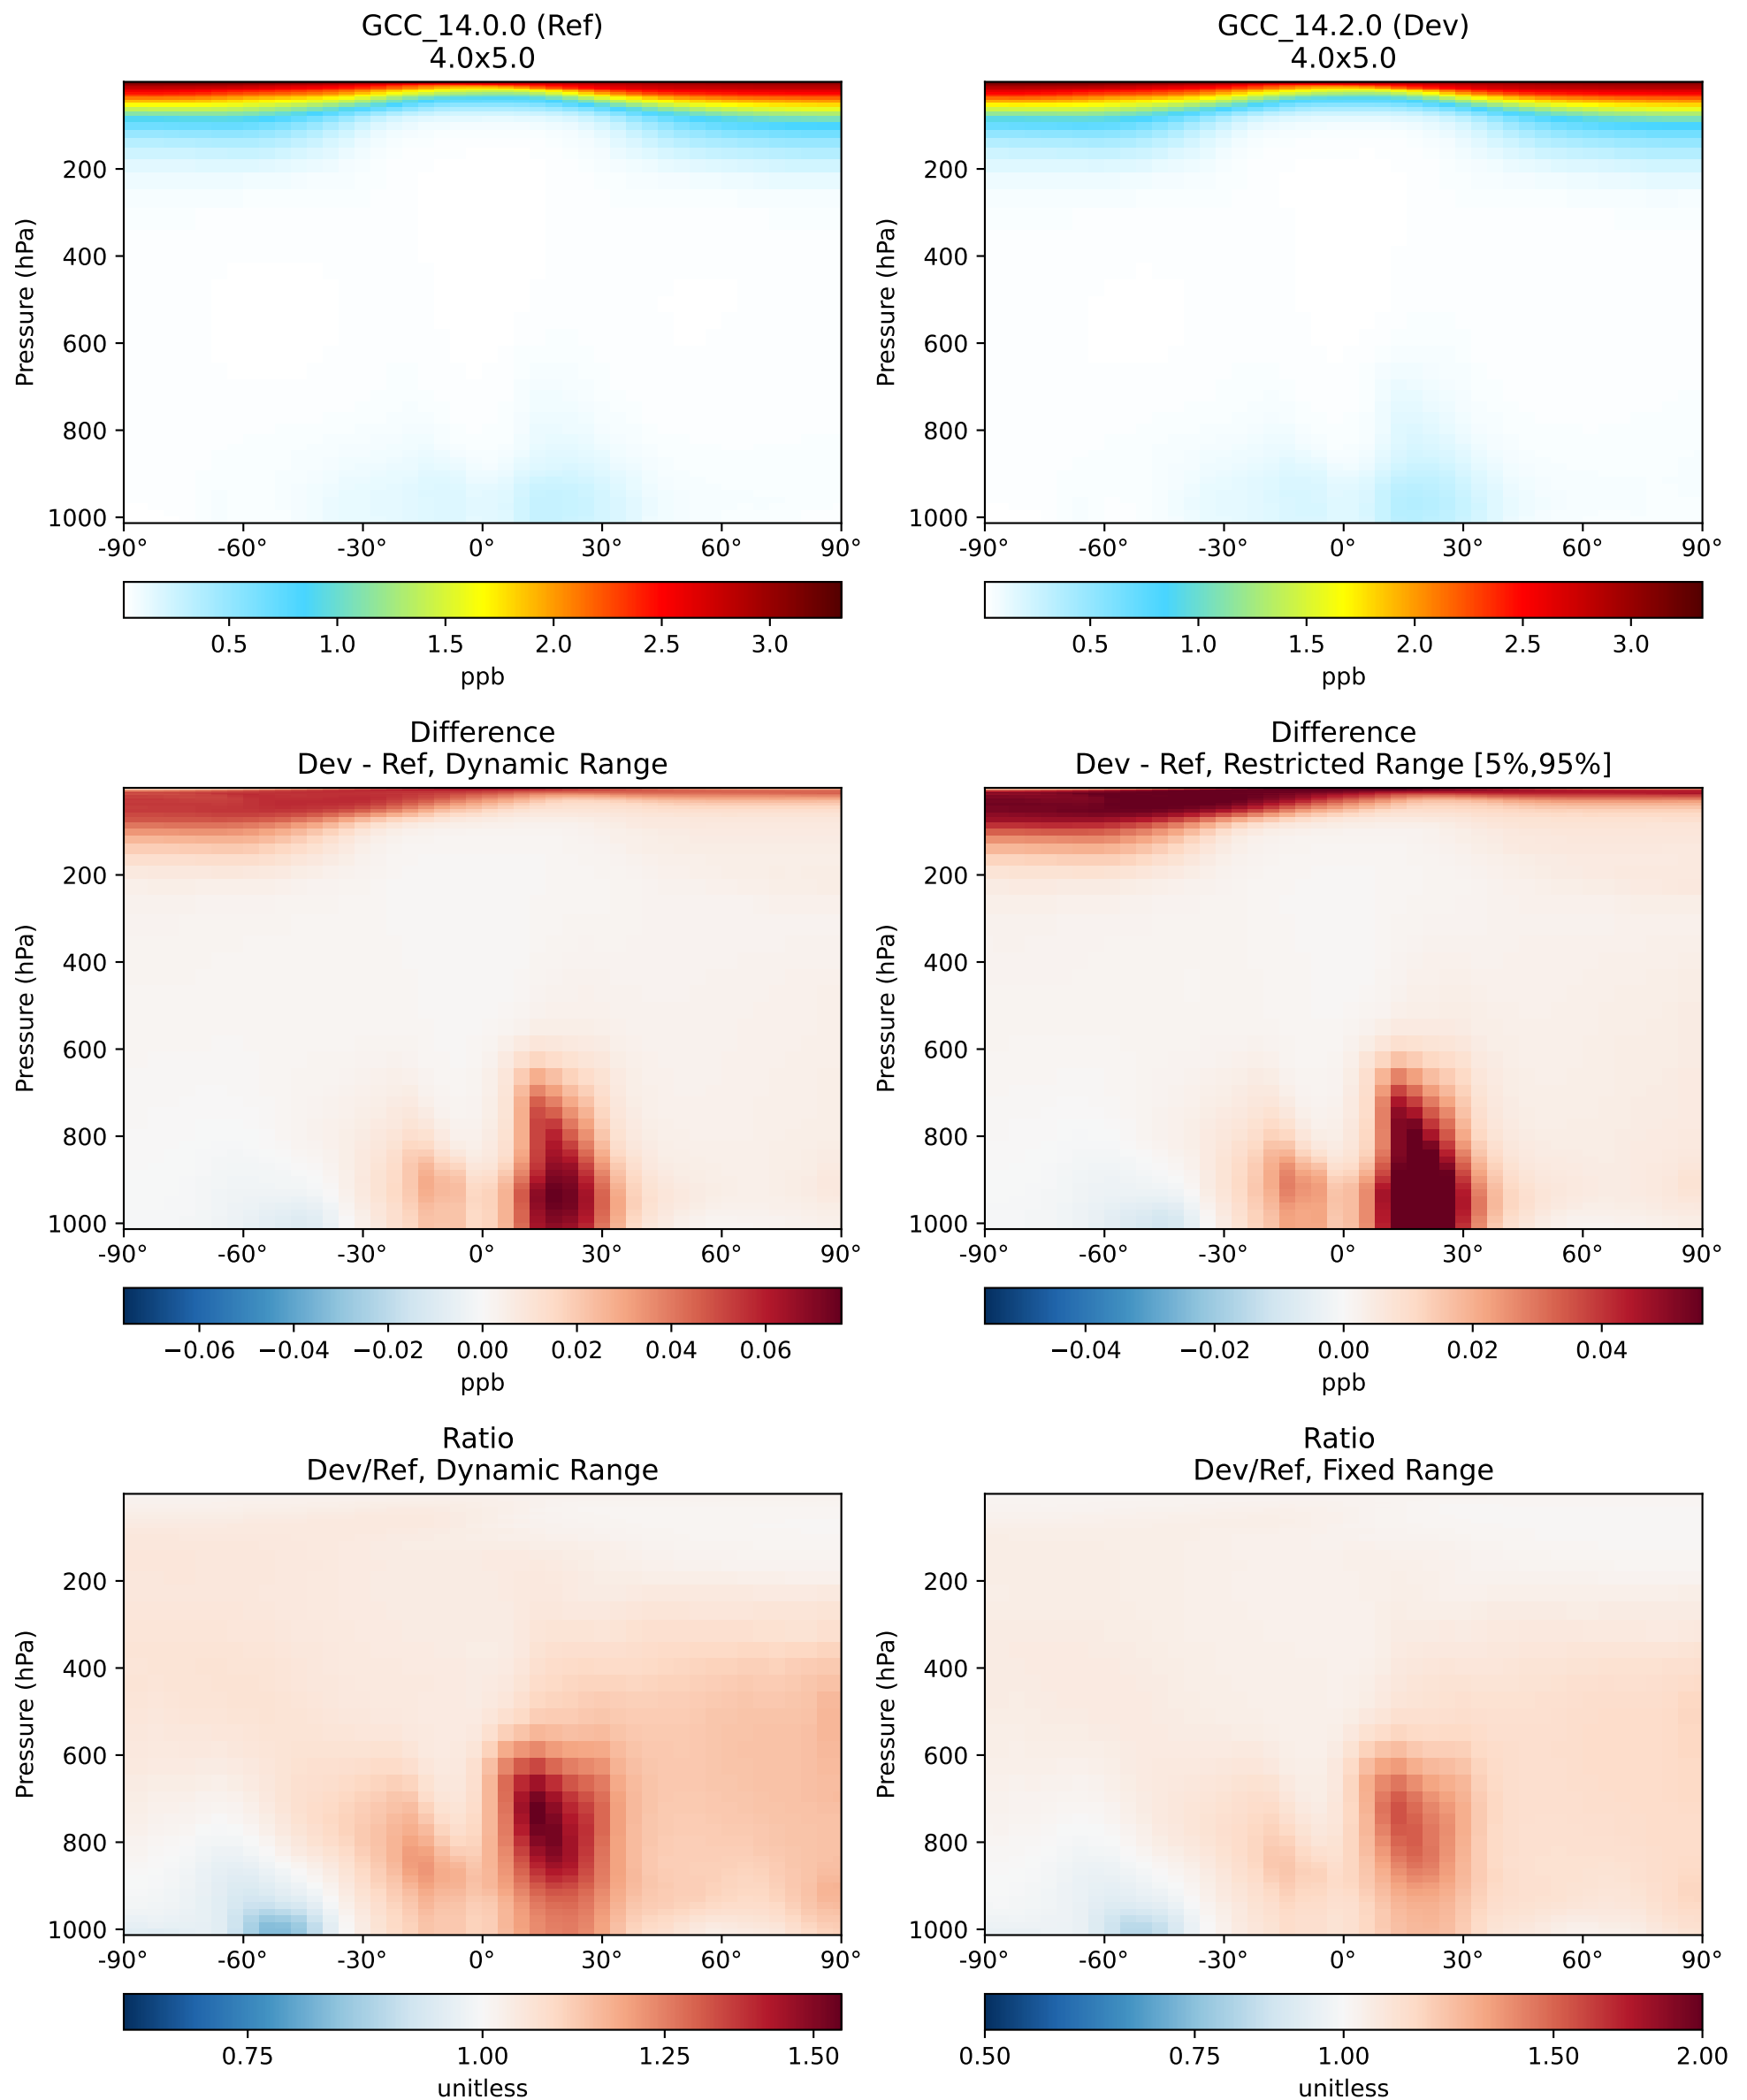 GCC_14.0.0 (Ref)
4.0x5.0
Pressure (hPa)
200
400
600
800
1000
-90° -60° -30° 0° 30° 60° 90°
0.5 1.0 1.5 2.0 2.5 3.0
ppb
GCC_14.2.0 (Dev)
4.0x5.0
Pressure (hPa)
200
400
600
800
1000
-90° -60° -30° 0° 30° 60° 90°
0.5 1.0 1.5 2.0 2.5 3.0
ppb
Difference
Dev - Ref, Dynamic Range
Pressure (hPa)
200
400
600
800
1000
-90° -60° -30° 0° 30° 60° 90°
−0.06 −0.04 −0.02 0.00 0.02 0.04 0.06
ppb
Difference
Dev - Ref, Restricted Range [5%,95%]
Pressure (hPa)
200
400
600
800
1000
-90° -60° -30° 0° 30° 60° 90°
−0.04 −0.02 0.00 0.02 0.04
ppb
Ratio
Dev/Ref, Dynamic Range
Pressure (hPa)
200
400
600
800
1000
-90° -60° -30° 0° 30° 60° 90°
0.75 1.00 1.25 1.50
unitless
Ratio
Dev/Ref, Fixed Range
Pressure (hPa)
200
400
600
800
1000
-90° -60° -30° 0° 30° 60° 90°
0.50 0.75 1.00 1.50 2.00
unitless